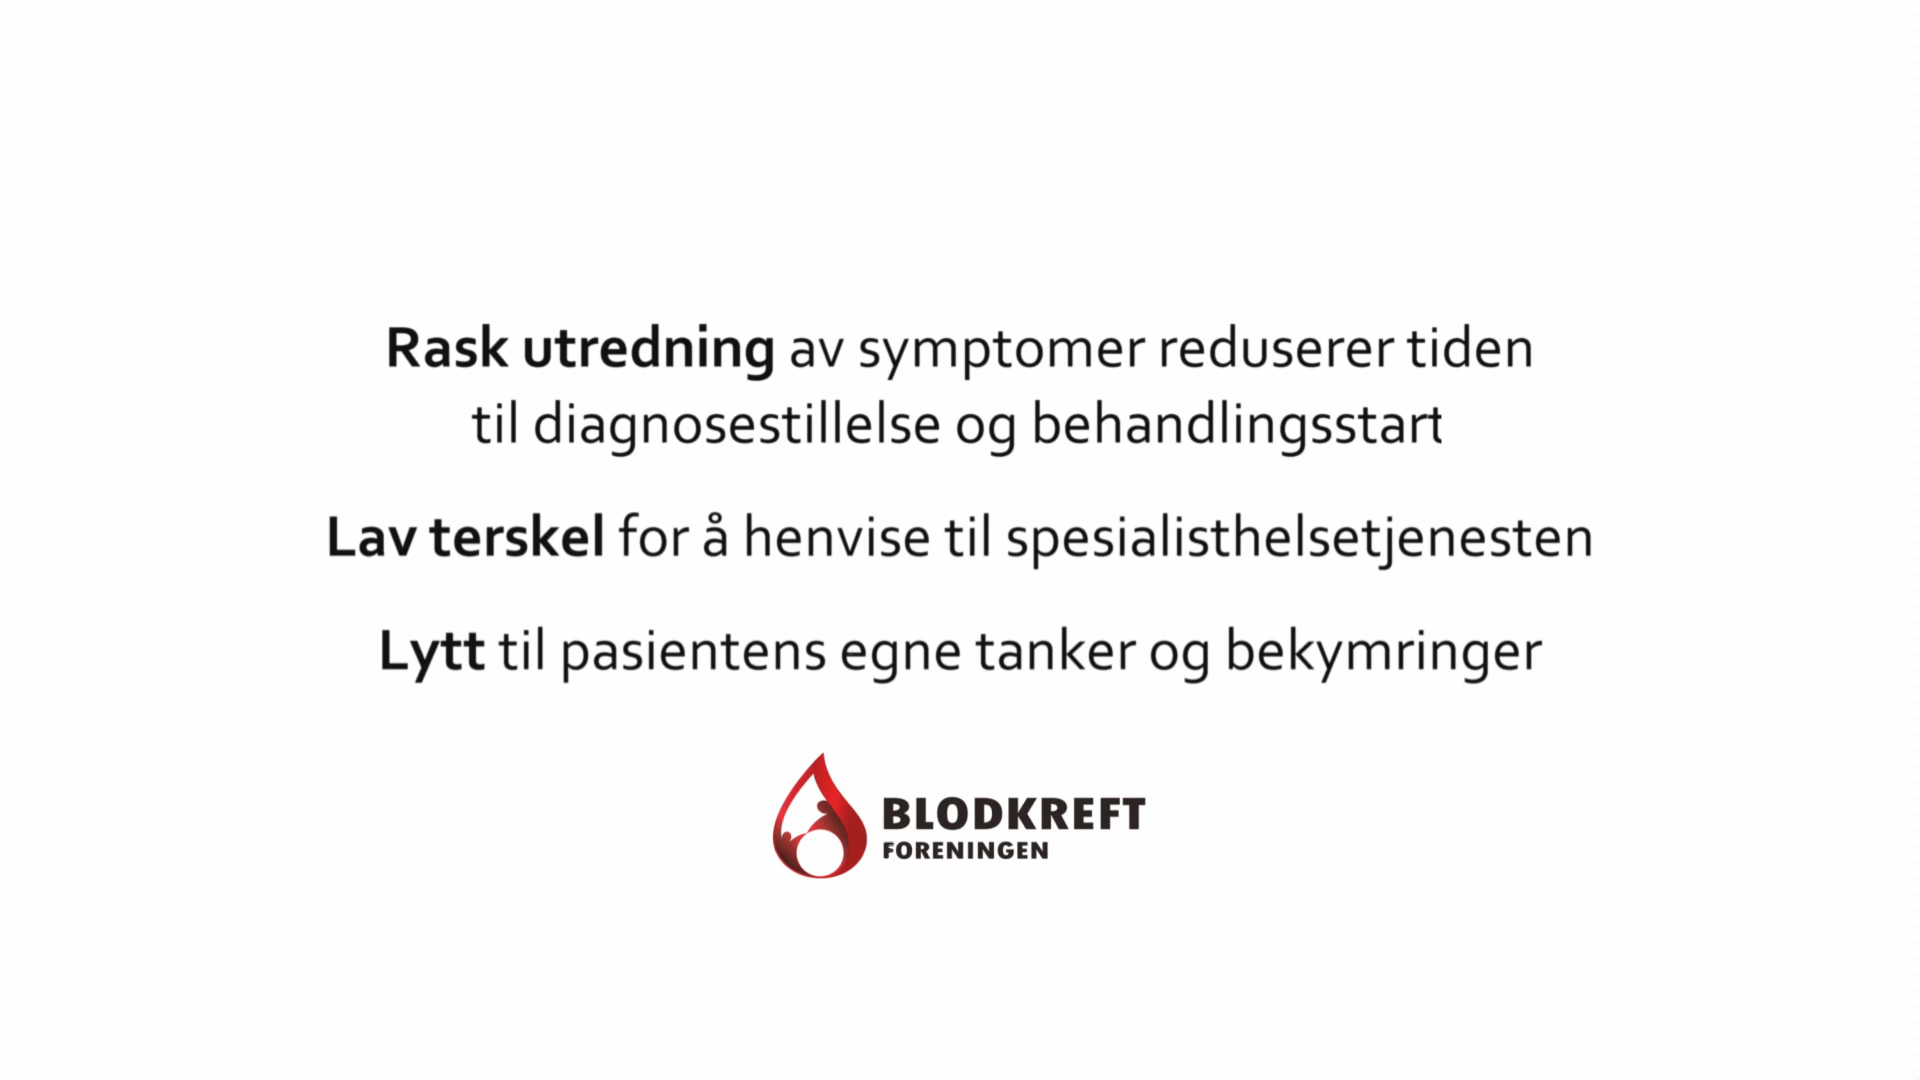 Rask utredning av symptomer reduserer tiden
til diagnosestillelse og behandlingsstart
Lav terskel for å henvise til spesialisthelsetjenesten
Lytt til pasientens egne tanker og bekymringer
BLODKREFT
FORENINGEN